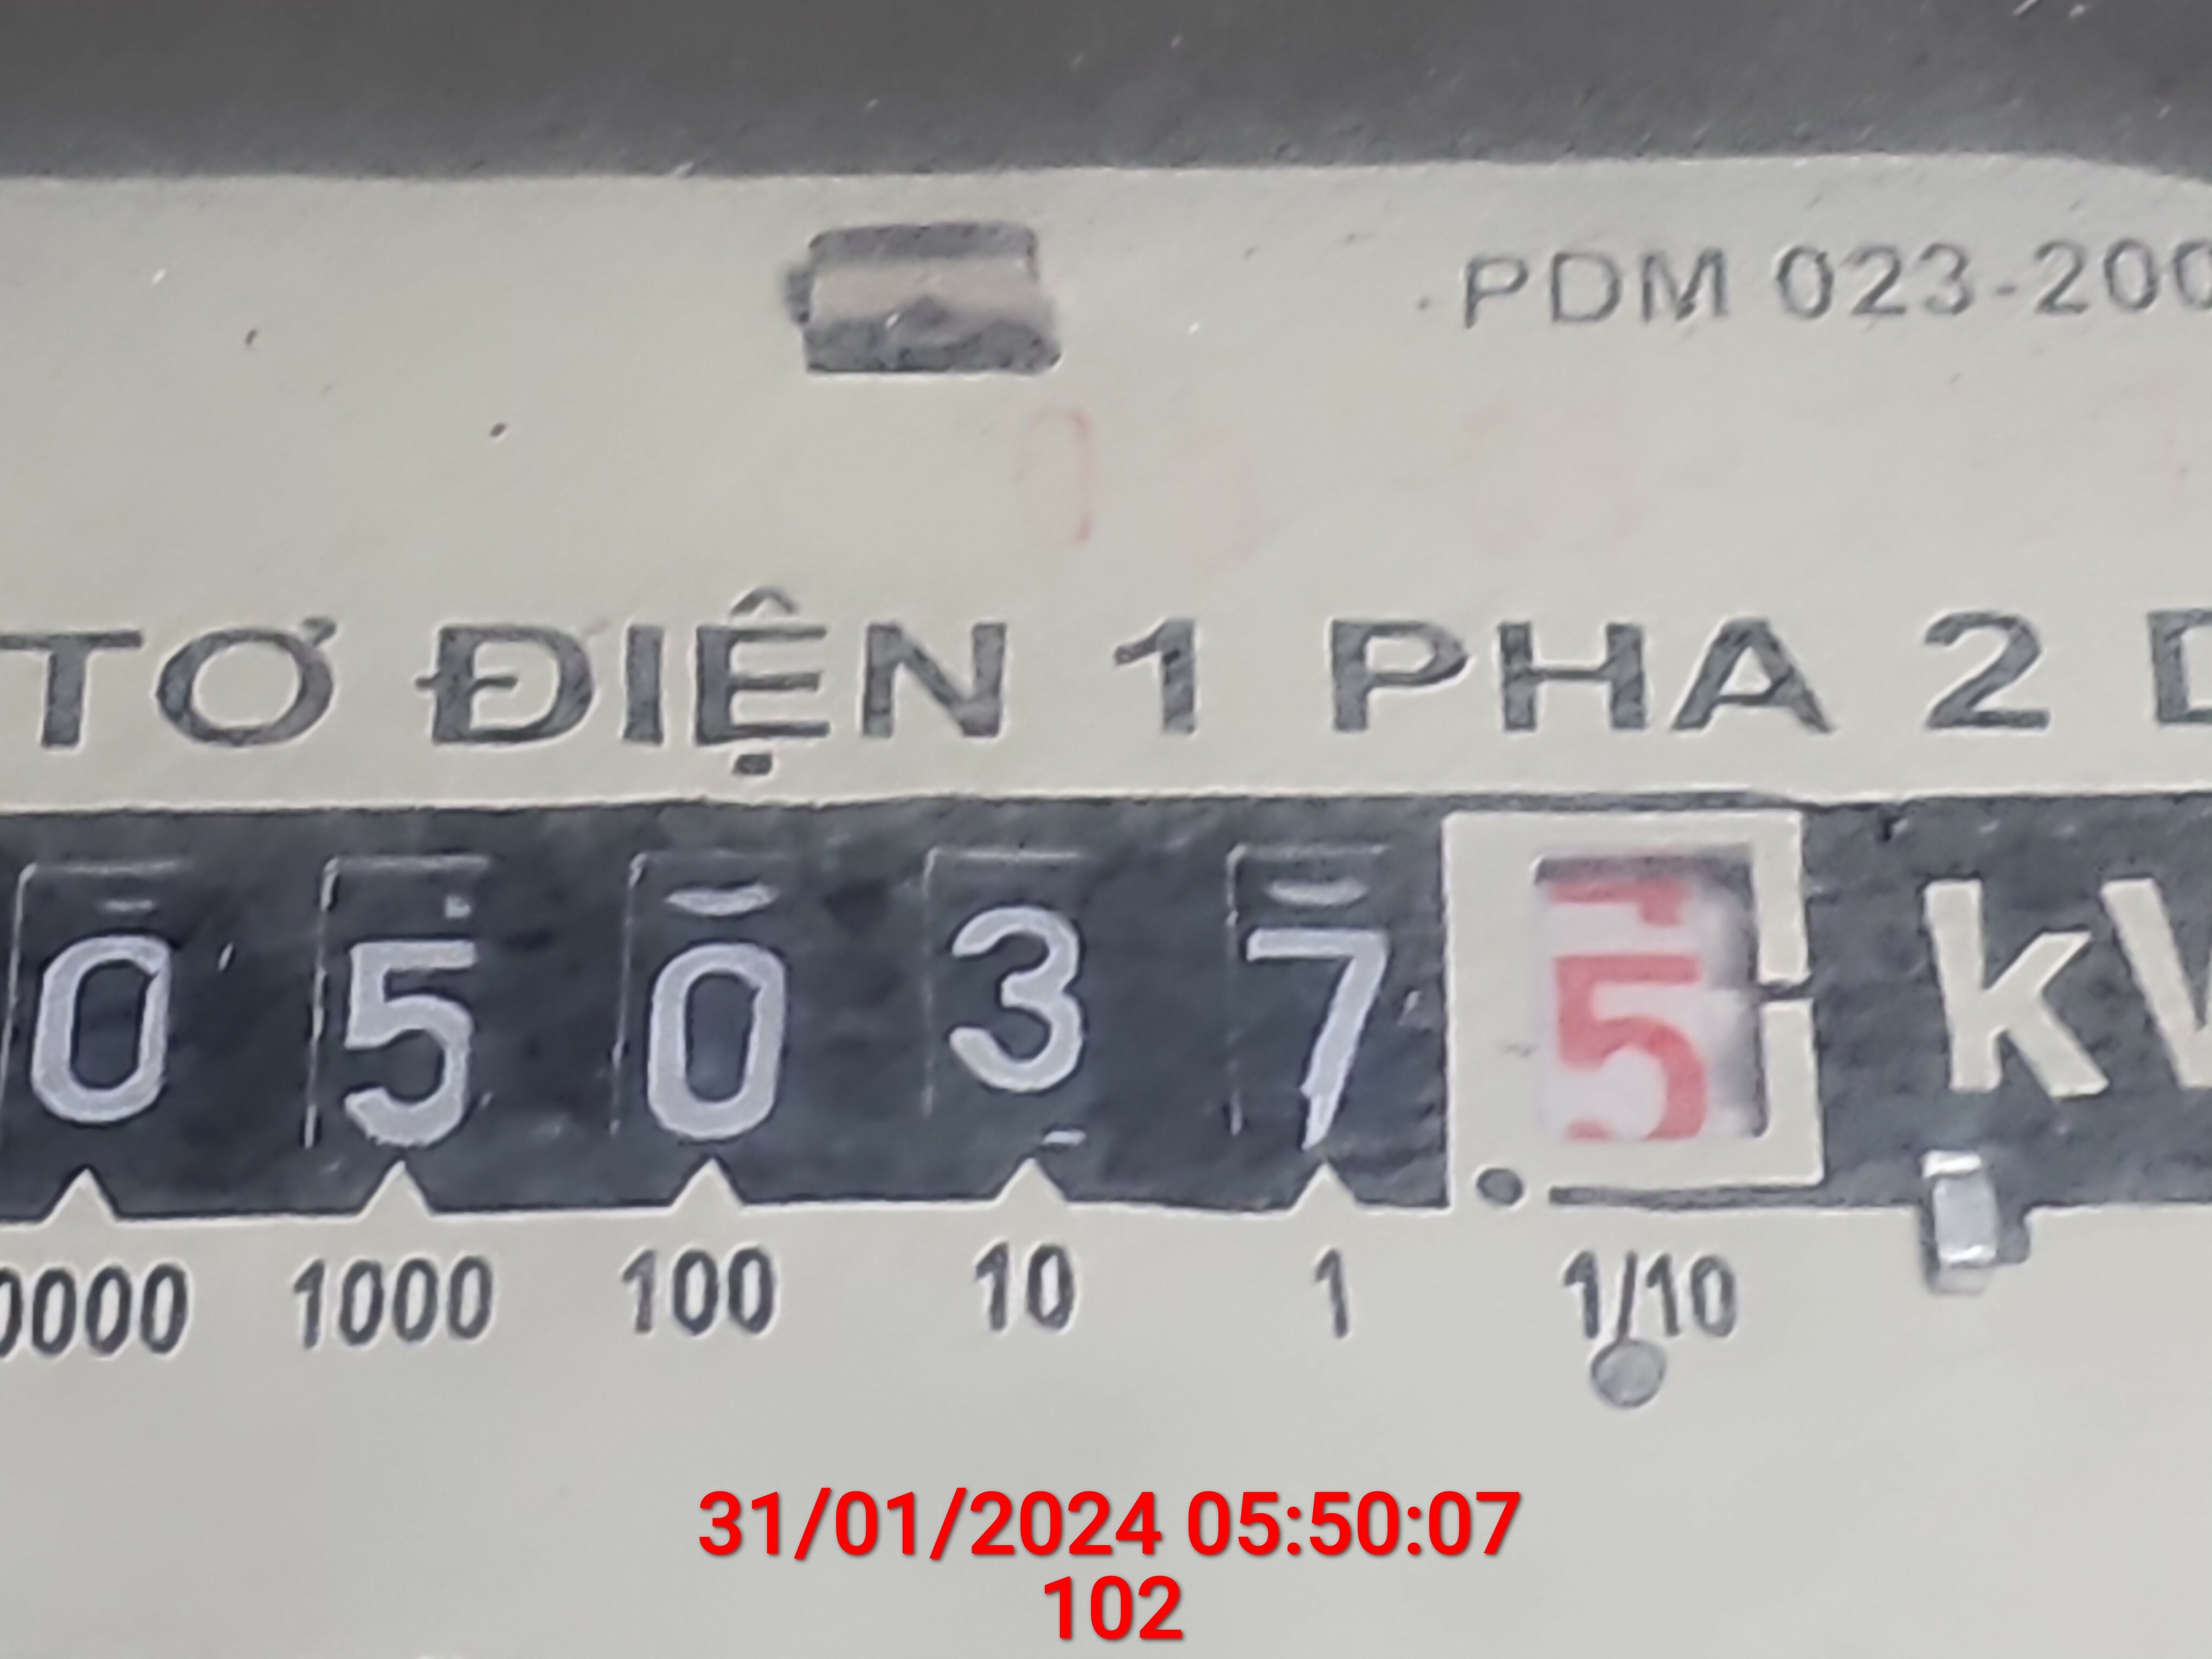 PDM 023-200
TƠ ĐIỆN 1 PHA 2 D
0 5 0 3 7 5 kW
0000 1000 100 10 1 1/10
31/01/2024 05:50:07
102